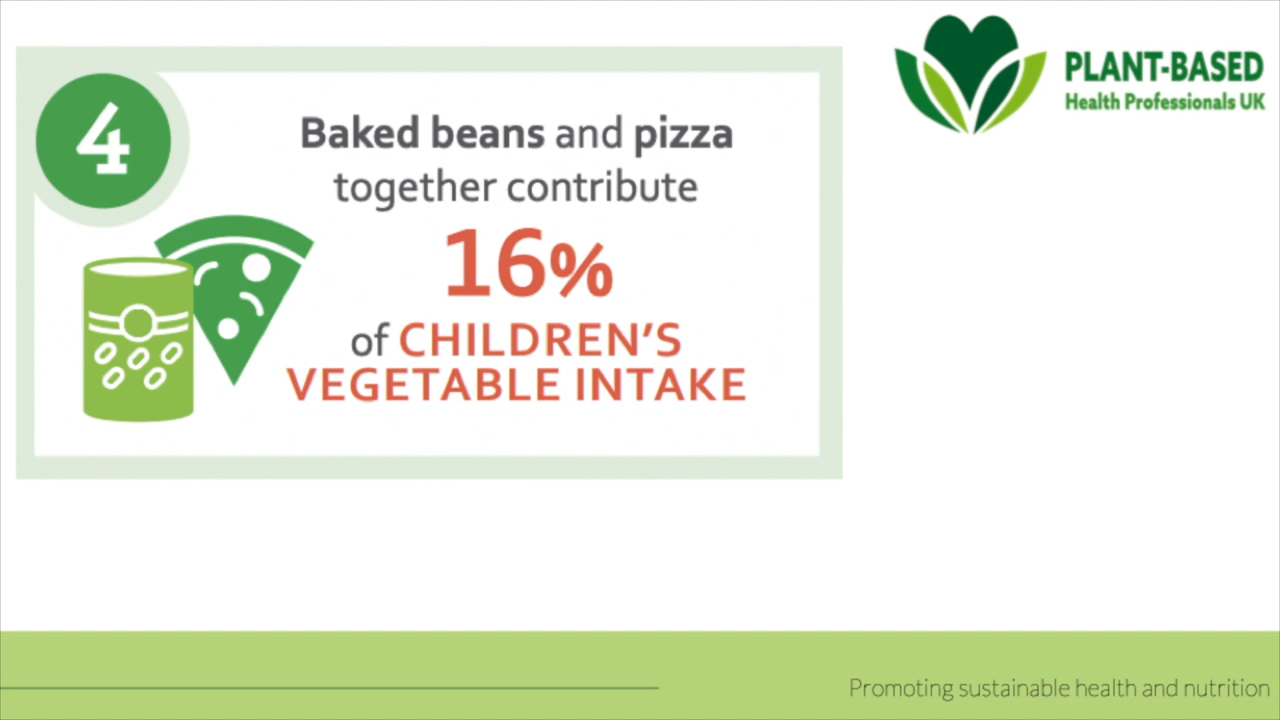 4
Baked beans and pizza
together contribute
16%
of CHILDREN'S
VEGETABLE INTAKE
PLANT-BASED
Health Professionals UK
Promoting sustainable health and nutrition